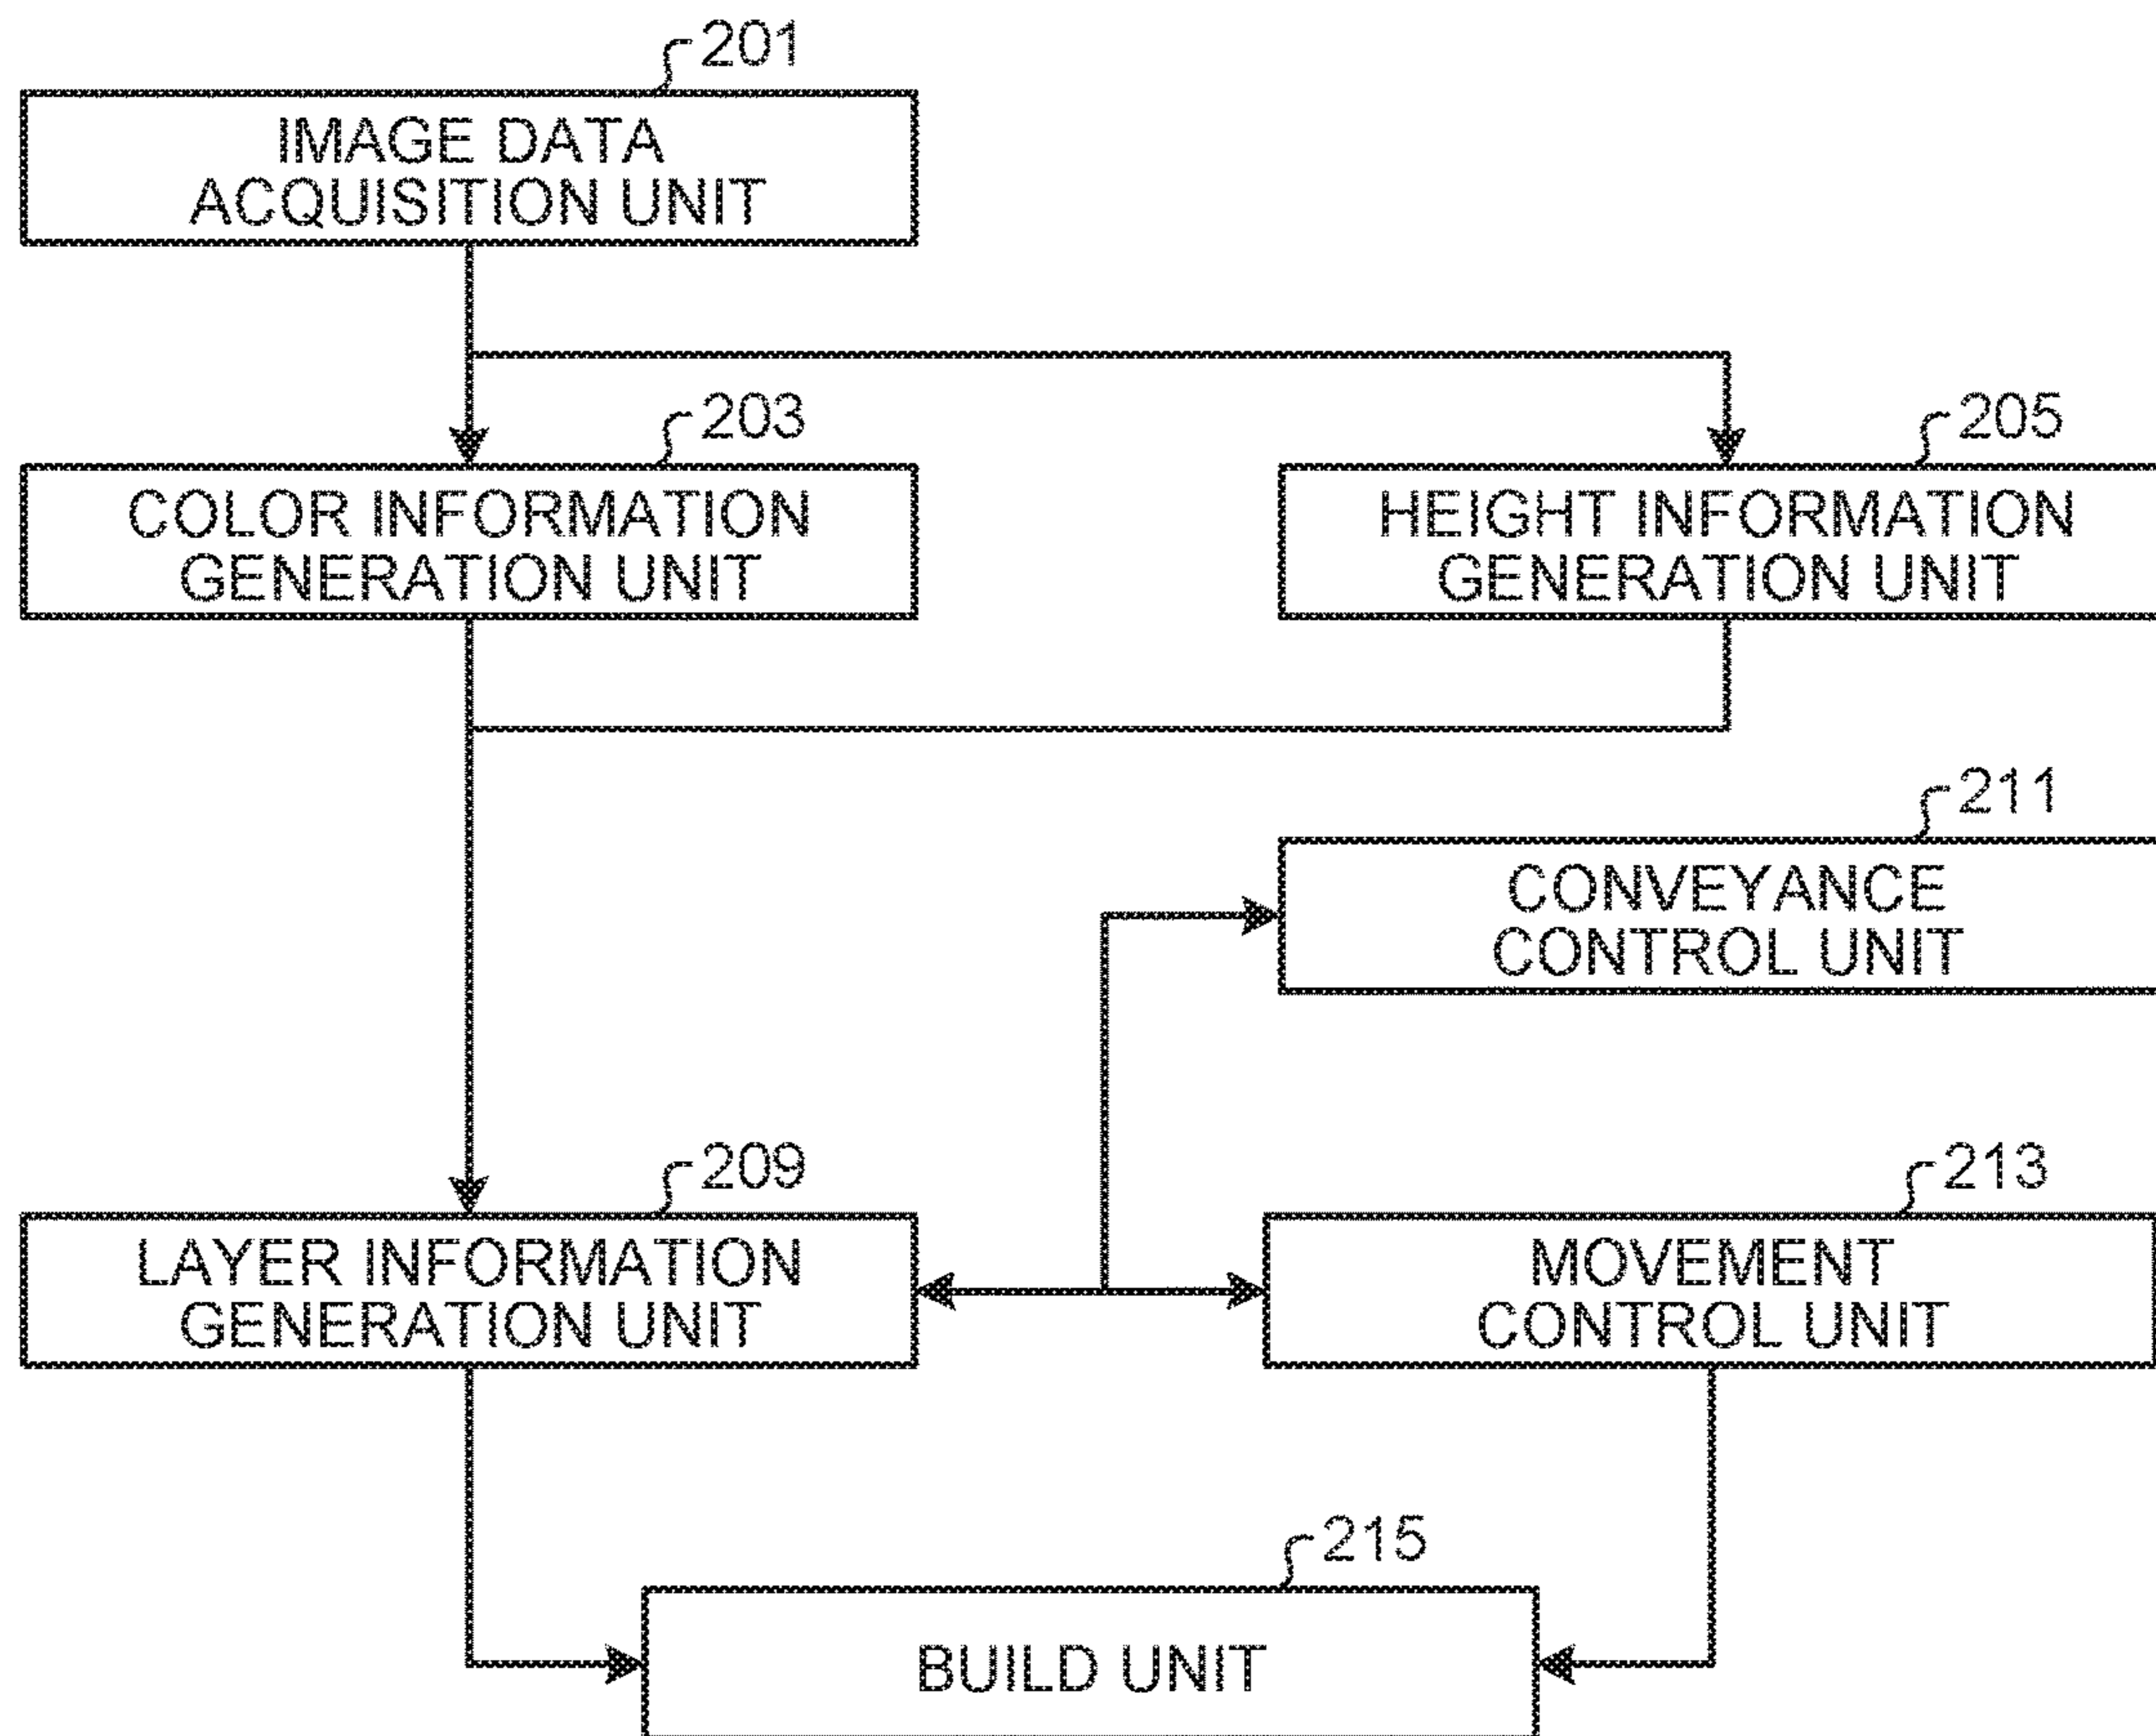 201
IMAGE DATA
ACQUISITION UNIT
203
COLOR INFORMATION
GENERATION UNIT
205
HEIGHT INFORMATION
GENERATION UNIT
211
CONVEYANCE
CONTROL UNIT
209
LAYER INFORMATION
GENERATION UNIT
213
MOVEMENT
CONTROL UNIT
215
BUILD UNIT